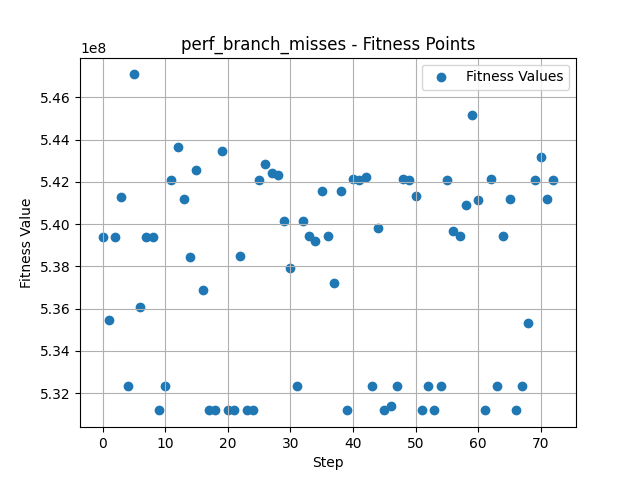 perf_branch_misses - Fitness Points
1e8
Fitness Values
5.46
5.44
5.42
5.40
5.38
5.36
5.34
5.32
Fitness Value
0 10 20 30 40 50 60 70
Step